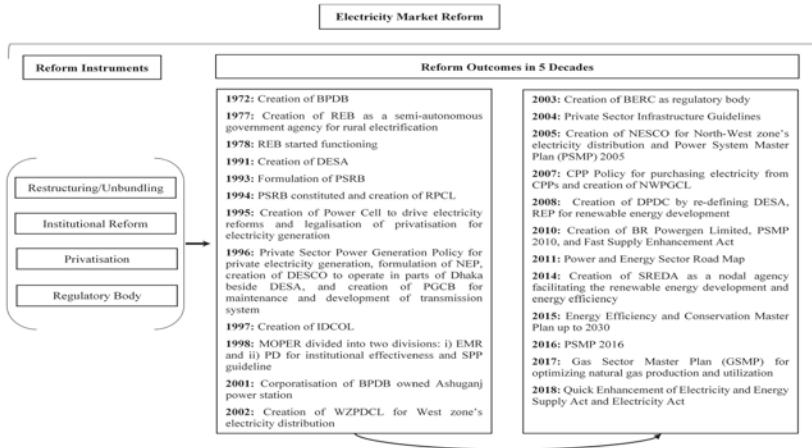 Electricity Market Reform
Reform Instruments
Reform Outcomes in 5 Decades
Restructuring/Unbundling
Institutional Reform
Privatisation
Regulatory Body
1972: Creation of BPDB
1977: Creation of REB as a semi-autonomous
government agency for rural electrification
1978: REB started functioning
1991: Creation of DESA
1993: Formulation of PSRB
1994: PSRB constituted and creation of RPCL
1995: Creation of Power Cell to drive electricity
reforms and legalisation of privatisation for
electricity generation
1996: Private Sector Power Generation Policy for
private electricity generation, formulation of NEP,
creation of DESCO to operate in parts of Dhaka
beside DESA, and creation of PGCB for
maintenance and development of transmission
system
1997: Creation of IDCOL
1998: MOPER divided into two divisions: i) EMR
and ii) PD for institutional effectiveness and SPP
guideline
2001: Corporatisation of BPDB owned Ashuganj
power station
2002: Creation of WZPDCL for West zone's
electricity distribution
2003: Creation of BERC as regulatory body
2004: Private Sector Infrastructure Guidelines
2005: Creation of NESCO for North-West zone's
electricity distribution and Power System Master
Plan (PSMP) 2005
2007: CPP Policy for purchasing electricity from
CPPs and creation of NWPGCL
2008: Creation of DPDC by re-defining DESA,
REP for renewable energy development
2010: Creation of BR Powergen Limited, PSMP
2010, and Fast Supply Enhancement Act
2011: Power and Energy Sector Road Map
2014: Creation of SREDA as a nodal agency
facilitating the renewable energy development and
energy efficiency
2015: Energy Efficiency and Conservation Master
Plan up to 2030
2016: PSMP 2016
2017: Gas Sector Master Plan (GSMP) for
optimizing natural gas production and utilization
2018: Quick Enhancement of Electricity and Energy
Supply Act and Electricity Act